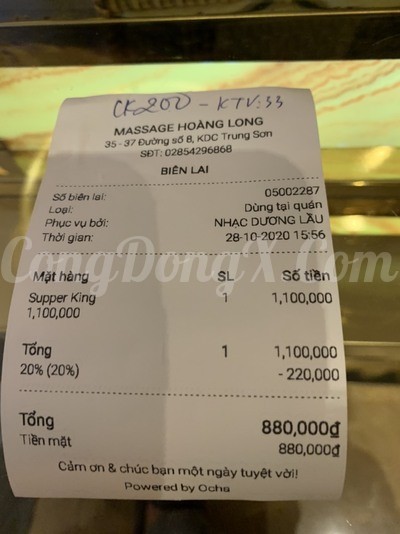 CK200 - KTV:33
MASSAGE HOÀNG LONG
35 - 37 Đường số 8, KDC Trung Sơn
SĐT: 02854296868
BIÊN LAI
Số biên lai: 05002287
Loại: Dùng tại quán
Phục vụ bởi: NHẠC DƯƠNG LẦU
Thời gian: 28-10-2020 15:56
CongDongX.Com
Mặt hàng SL Số tiền
Supper King 1 1,100,000
1,100,000
Tổng 1 1,100,000
20% (20%) - 220,000
Tổng 880,000₫
Tiền mặt 880,000₫
Cảm ơn & chúc bạn một ngày tuyệt vời!
Powered by Ocha